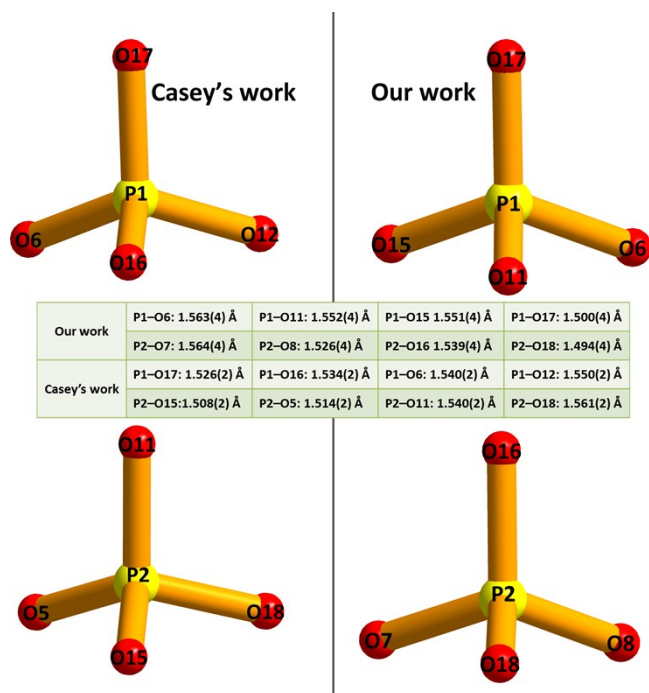 O17
O17
Casey's work
Our work
P1
P1
O6
O12
O16
O15
O6
O11
Our work
P1–O6: 1.563(4) Å
P1–O11: 1.552(4) Å
P1–O15 1.551(4) Å
P1–O17: 1.500(4) Å
P2–O7: 1.564(4) Å
P2–O8: 1.526(4) Å
P2–O16 1.539(4) Å
P2–O18: 1.494(4) Å
Casey's work
P1–O17: 1.526(2) Å
P1–O16: 1.534(2) Å
P1–O6: 1.540(2) Å
P1–O12: 1.550(2) Å
P2–O15:1.508(2) Å
P2–O5: 1.514(2) Å
P2–O11: 1.540(2) Å
P2–O18: 1.561(2) Å
O11
O16
P2
P2
O5
O18
O15
O7
O8
O18